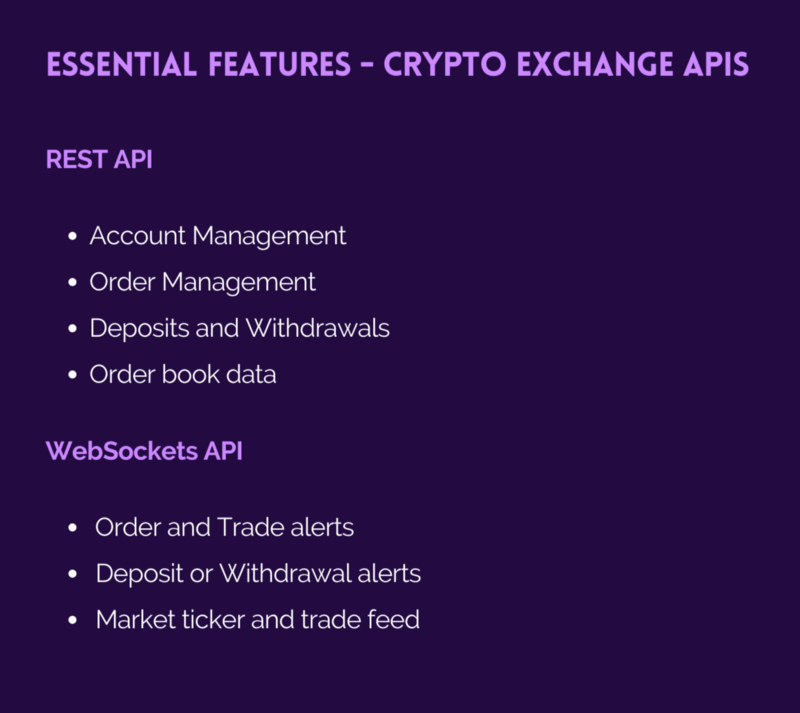 ESSENTIAL FEATURES - CRYPTO EXCHANGE APIS
REST API
• Account Management
• Order Management
• Deposits and Withdrawals
• Order book data
WebSockets API
• Order and Trade alerts
• Deposit or Withdrawal alerts
• Market ticker and trade feed